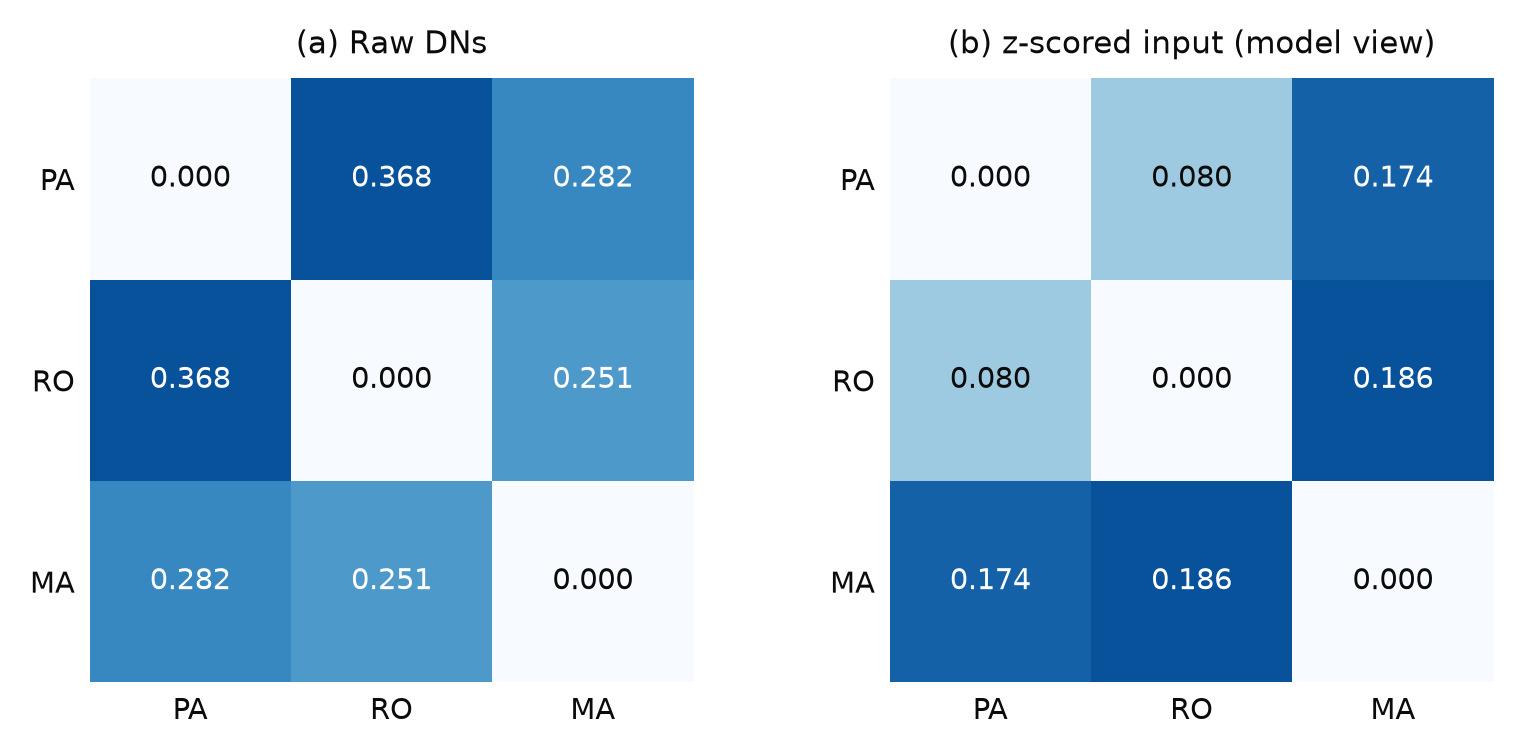 (a) Raw DNs
PA 0.000 0.368 0.282
RO 0.368 0.000 0.251
MA 0.282 0.251 0.000
PA RO MA
(b) z-scored input (model view)
PA 0.000 0.080 0.174
RO 0.080 0.000 0.186
MA 0.174 0.186 0.000
PA RO MA